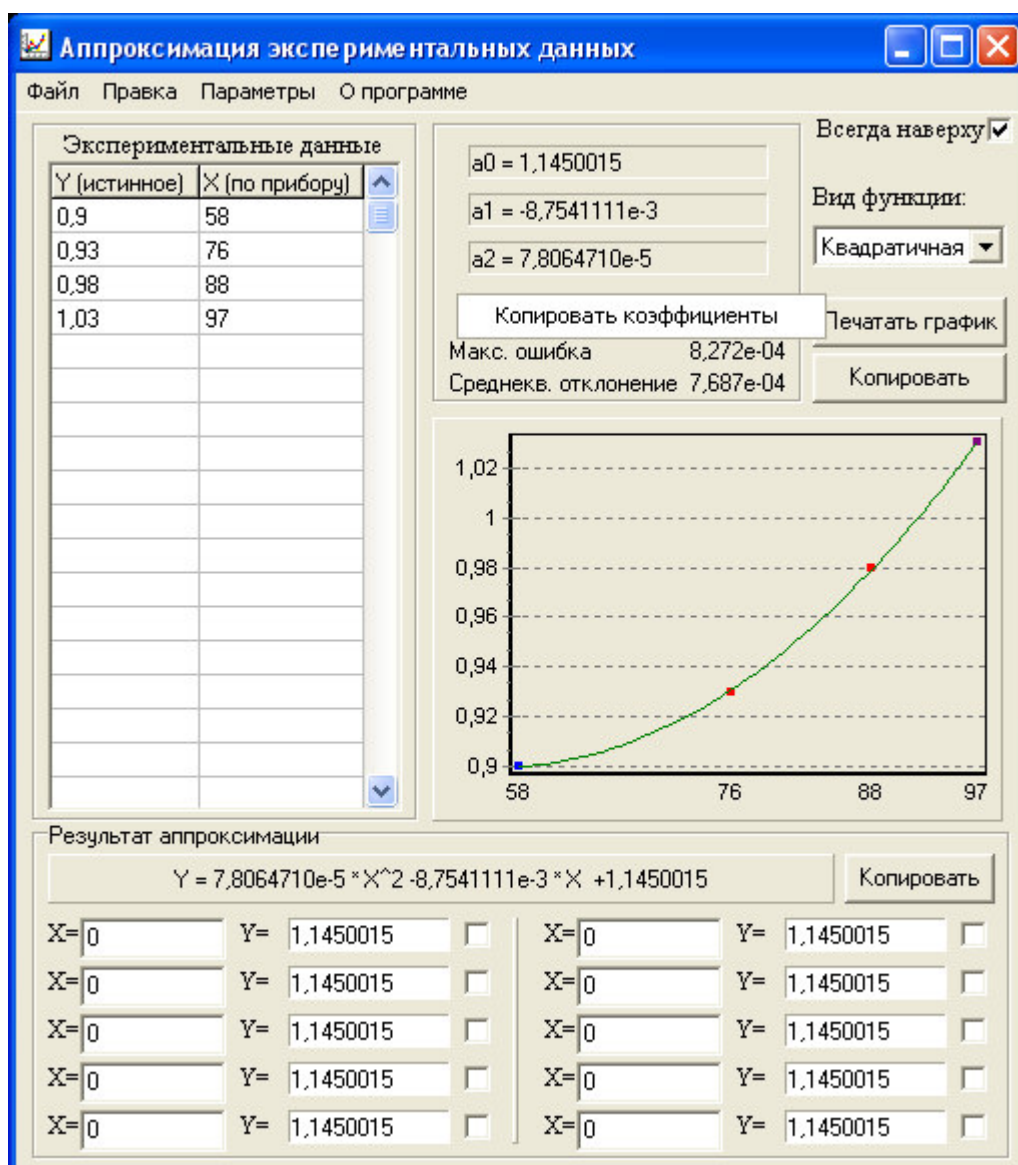 Аппроксимация экспериментальных данных
Файл Правка Параметры О программе
Экспериментальные данные
Y (истинное) X (по прибору)
0,9 58
0,93 76
0,98 88
1,03 97
a0 = 1,1450015
a1 = -8,7541111e-3
a2 = 7,8064710e-5
Копировать коэффициенты
Макс. ошибка 8,272e-04
Среднекв. отклонение 7,687e-04
Всегда наверху
Вид функции:
Квадратичная
Печатать график
Копировать
1,02
1
0,98
0,96
0,94
0,92
0,9
58 76 88 97
Результат аппроксимации
Y = 7,8064710e-5 * X^2 -8,7541111e-3 * X +1,1450015
Копировать
X= 0 Y= 1,1450015 X= 0 Y= 1,1450015
X= 0 Y= 1,1450015 X= 0 Y= 1,1450015
X= 0 Y= 1,1450015 X= 0 Y= 1,1450015
X= 0 Y= 1,1450015 X= 0 Y= 1,1450015
X= 0 Y= 1,1450015 X= 0 Y= 1,1450015